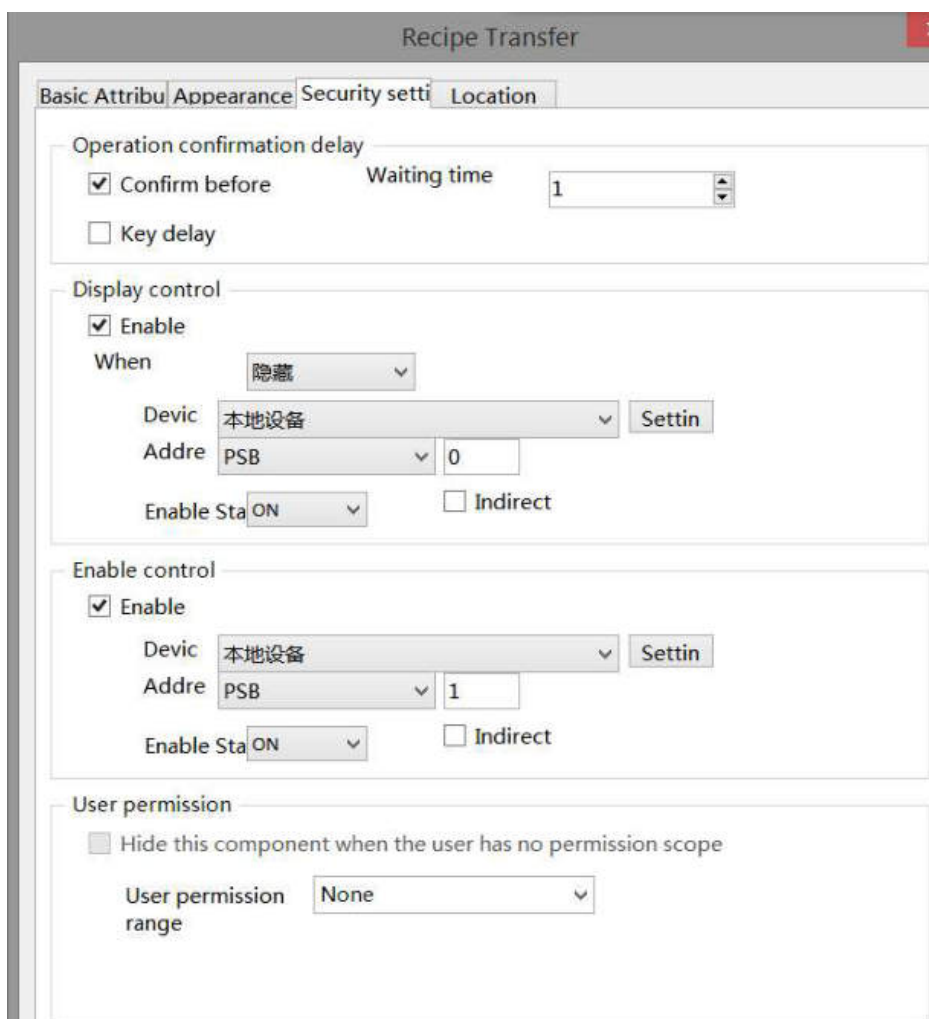 Recipe Transfer
Basic Attribu Appearance Security setti Location
Operation confirmation delay
Confirm before Waiting time 1
Key delay
Display control
Enable
When 隐藏
Devic 本地设备 Settin
Addre PSB 0
Enable Sta ON Indirect
Enable control
Enable
Devic 本地设备 Settin
Addre PSB 1
Enable Sta ON Indirect
User permission
Hide this component when the user has no permission scope
User permission None
range